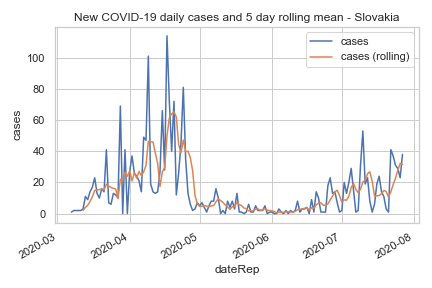 New COVID-19 daily cases and 5 day rolling mean - Slovakia
cases
cases (rolling)
100
80
60
40
20
0
cases
2020-03
2020-04
2020-05
2020-06
2020-07
2020-08
dateRep